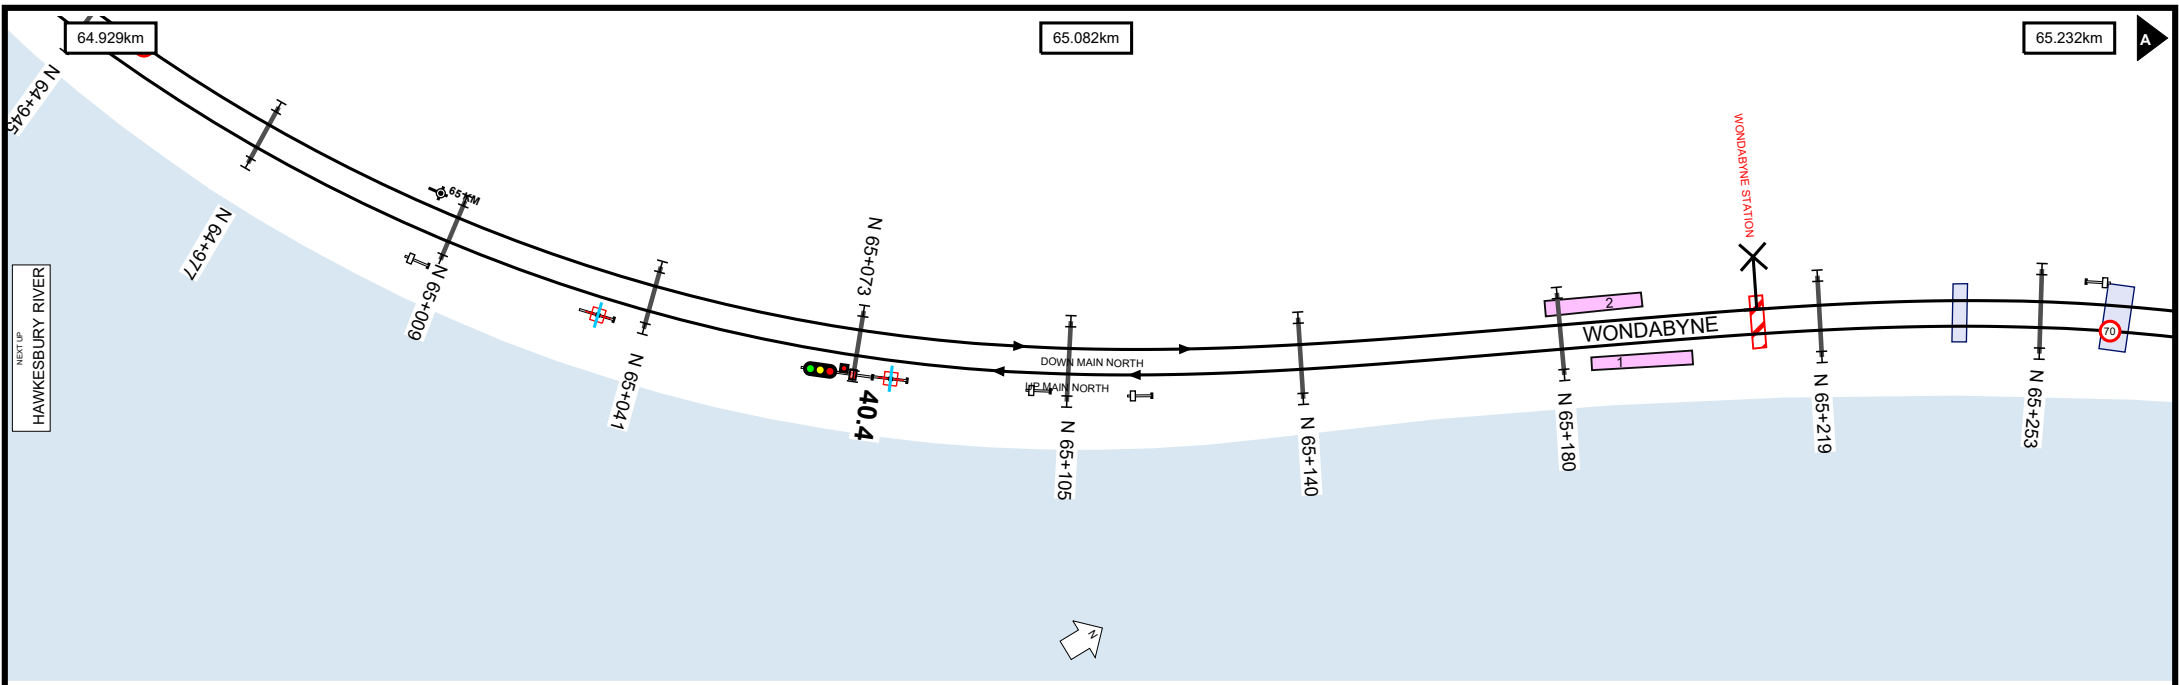 64.929km
65.082km
65.232km
A
N 64+945
N 64+977
65 KM
N 65+009
N 65+041
N 65+073
40.4
N 65+105
DOWN MAIN NORTH
UP MAIN NORTH
N 65+140
N 65+180
2
WONDABYNE
1
WONDABYNE STATION
N 65+219
N 65+253
70
NEXT UP
HAWKESBURY RIVER
N